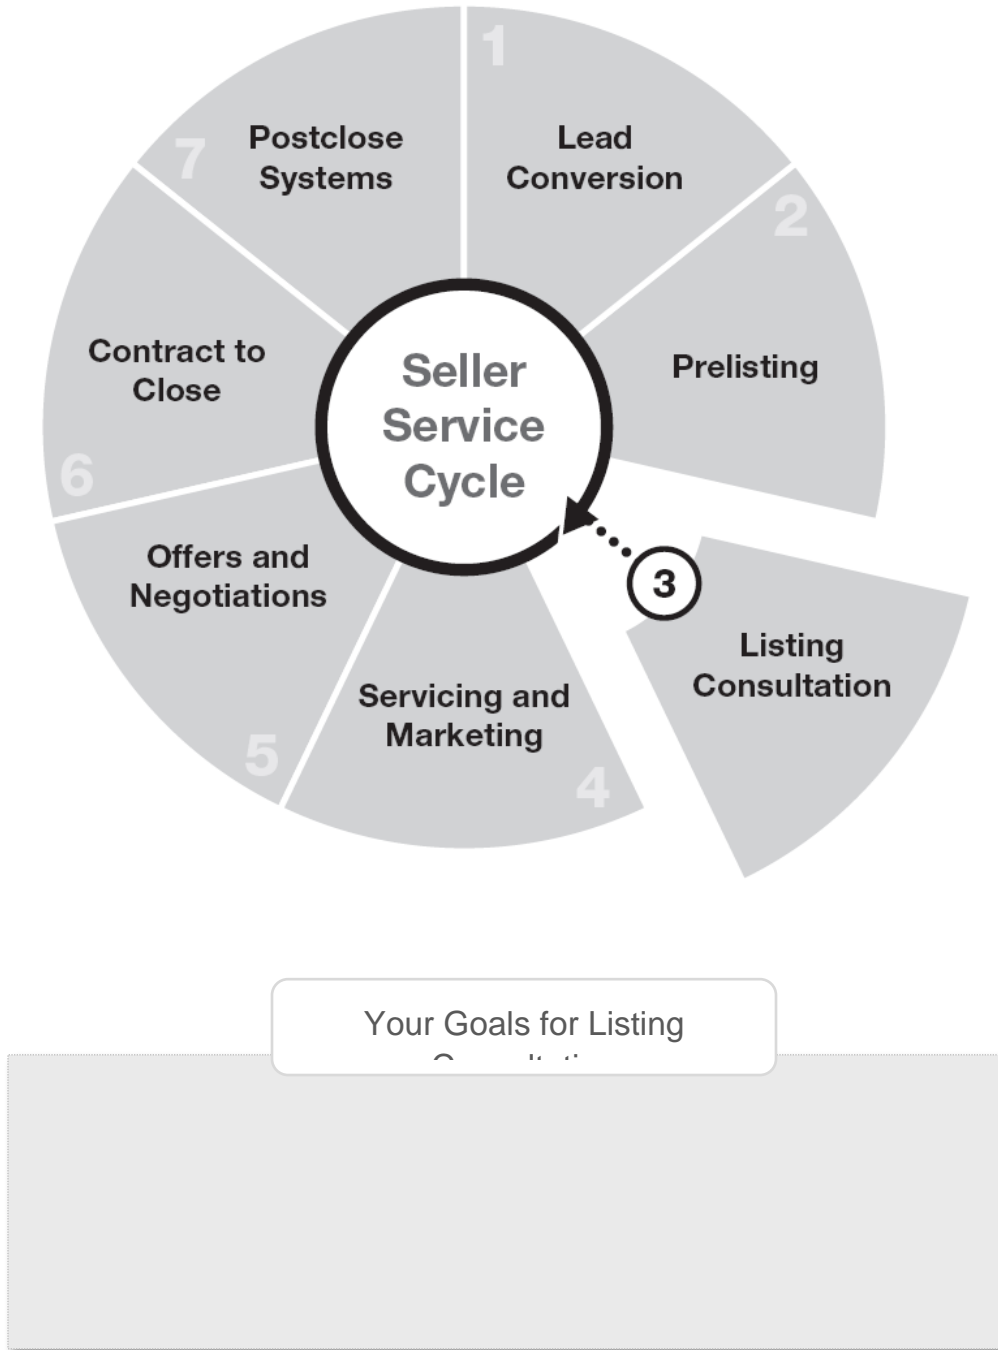 1
Lead
Conversion
2
Prelisting
3
Listing
Consultation
4
Servicing and
Marketing
5
Offers and
Negotiations
6
Contract to
Close
7
Postclose
Systems
Seller
Service
Cycle
Your Goals for Listing